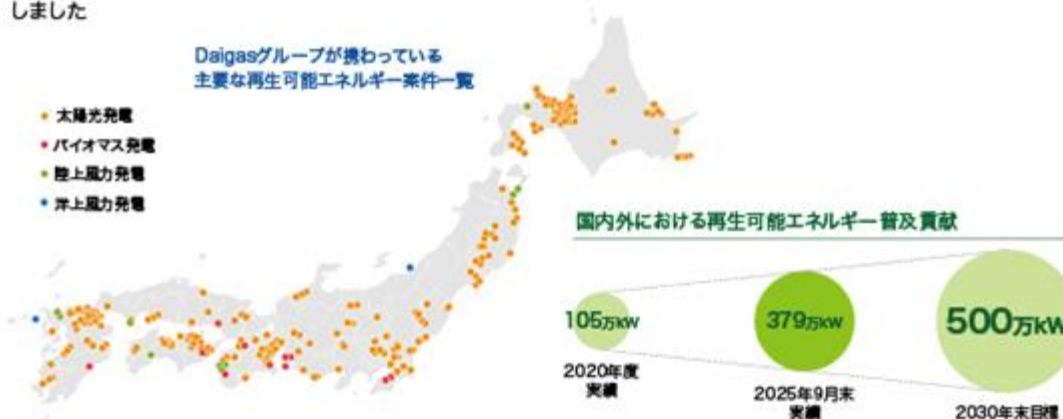 しました
Daigasグループが携わっている
主要な再生可能エネルギー案件一覧
太陽光発電
バイオマス発電
陸上風力発電
洋上風力発電
国内外における再生可能エネルギー普及貢献
105万kW
379万kW
500万kW
2020年度
実績
2025年9月末
実績
2030年末目標